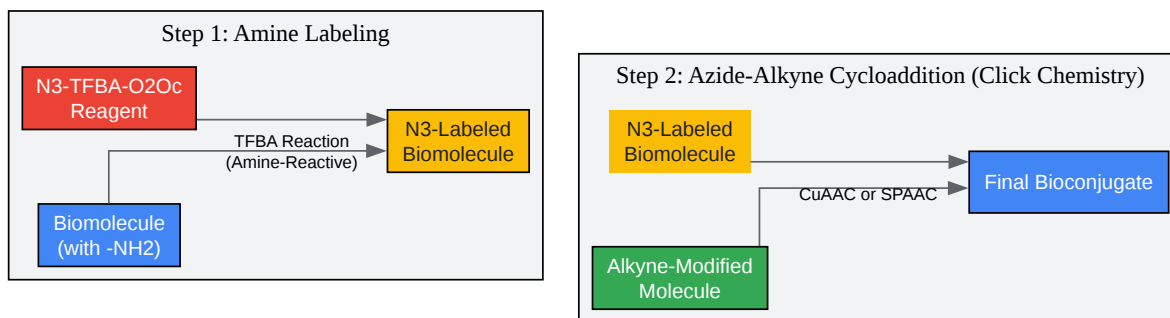 Step 1: Amine Labeling
N3-TFBA-O2Oc
Reagent
N3-Labeled
Biomolecule
TFBA Reaction
(Amine-Reactive)
Biomolecule
(with -NH2)
Step 2: Azide-Alkyne Cycloaddition (Click Chemistry)
N3-Labeled
Biomolecule
Final Bioconjugate
CuAAC or SPAAC
Alkyne-Modified
Molecule